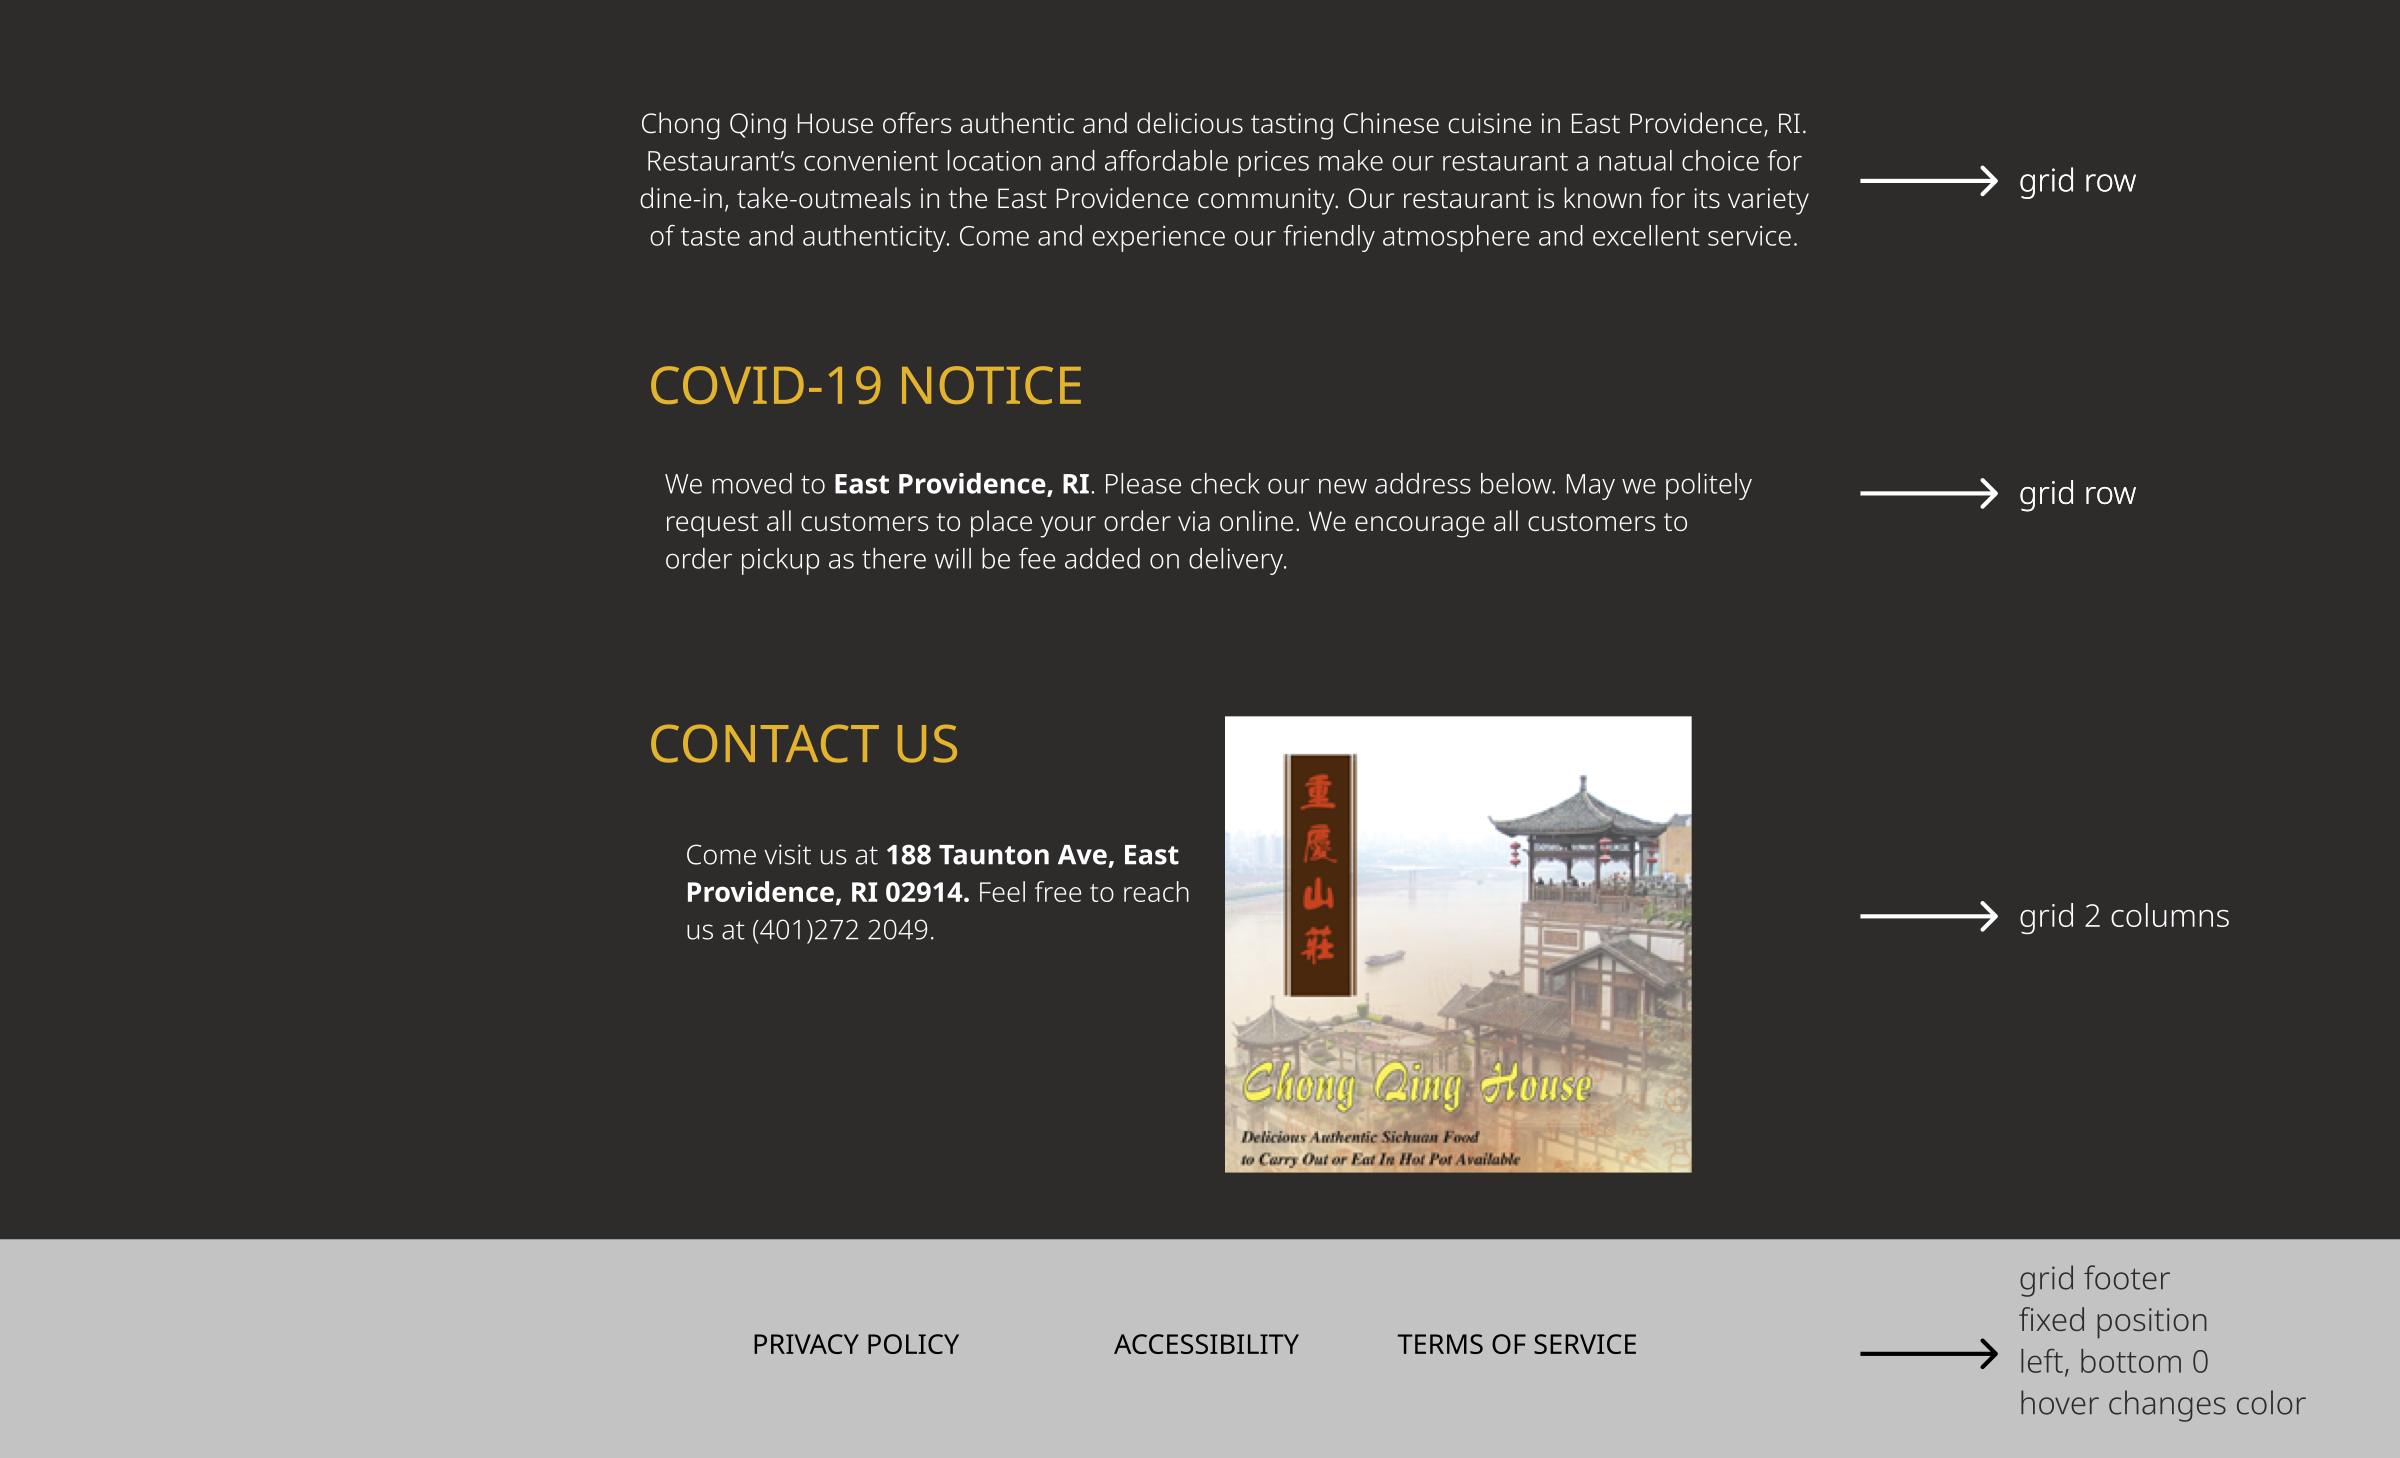 Chong Qing House offers authentic and delicious tasting Chinese cuisine in East Providence, RI.
Restaurant’s convenient location and affordable prices make our restaurant a natual choice for
dine-in, take-outmeals in the East Providence community. Our restaurant is known for its variety
of taste and authenticity. Come and experience our friendly atmosphere and excellent service.
grid row
COVID-19 NOTICE
We moved to East Providence, RI. Please check our new address below. May we politely
request all customers to place your order via online. We encourage all customers to
order pickup as there will be fee added on delivery.
grid row
CONTACT US
Come visit us at 188 Taunton Ave, East
Providence, RI 02914. Feel free to reach
us at (401)272 2049.
重
慶
山
莊
Chong Qing House
Delicious Authentic Sichuan Food
to Carry Out or Eat In Hot Pot Available
grid 2 columns
PRIVACY POLICY
ACCESSIBILITY
TERMS OF SERVICE
grid footer
fixed position
left, bottom 0
hover changes color